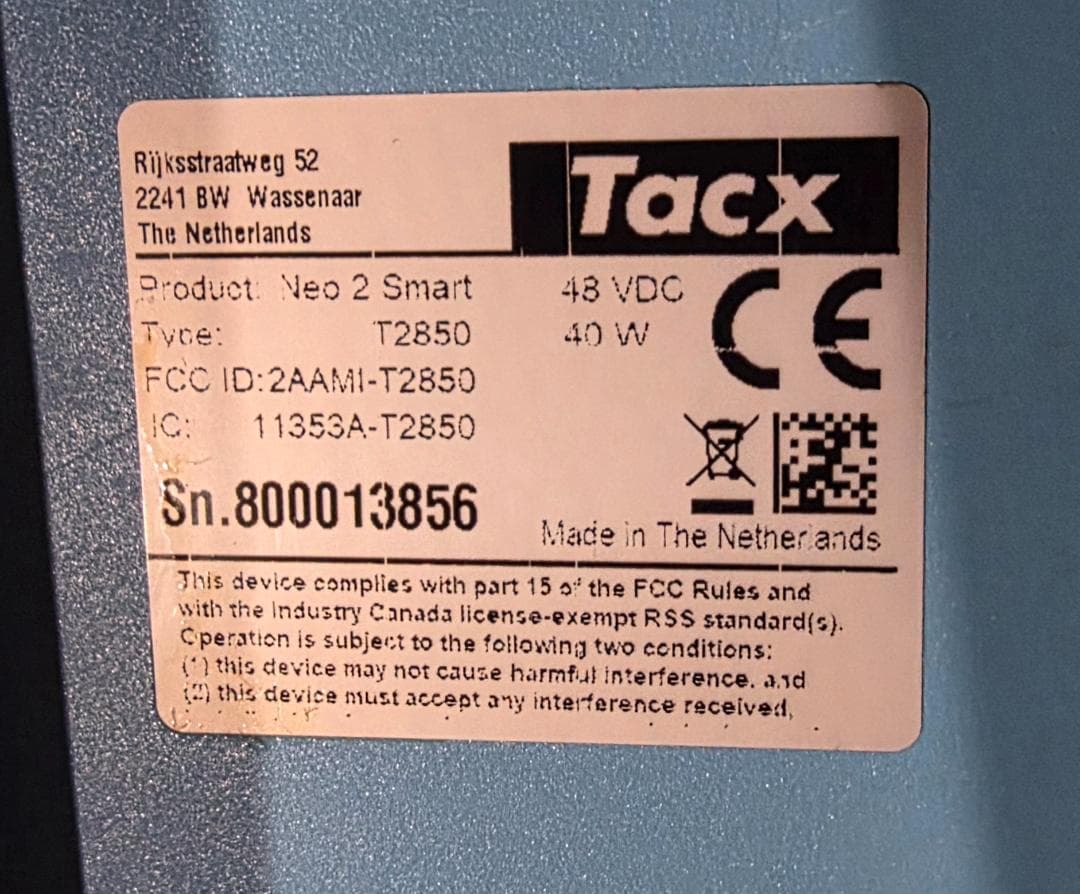 Rijksstraatweg 52
2241 BW Wassenaar
The Netherlands
Tacx
Product: Neo 2 Smart
48 VDC
Type: T2850
40 W
CE
FCC ID:2AAMI-T2850
IC: 11353A-T2850
Sn.800013856
Made in The Netherlands
This device complies with part 15 of the FCC Rules and
with the Industry Canada license-exempt RSS standard(s).
Operation is subject to the following two conditions:
(1) this device may not cause harmful interference. and
(2) this device must accept any interference received,